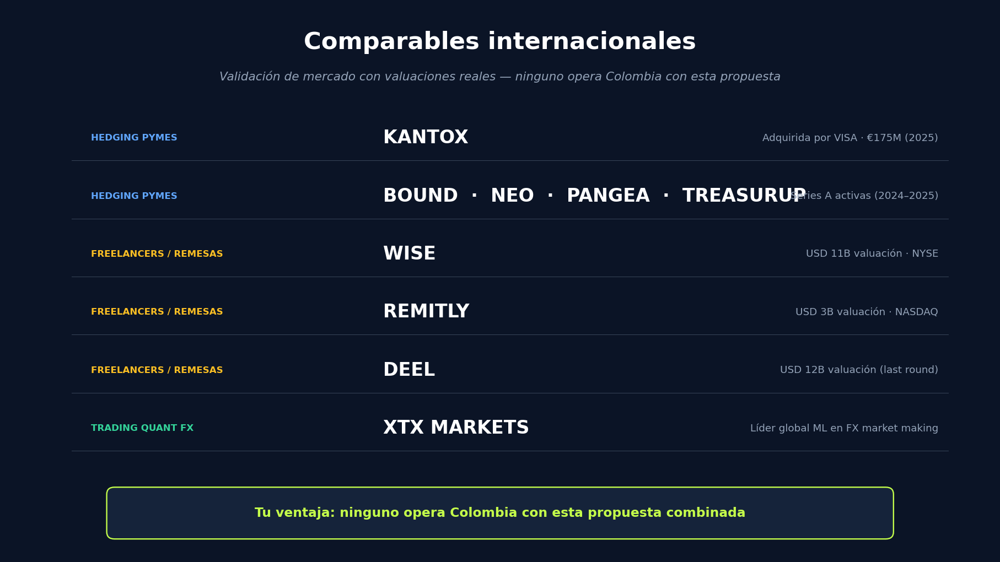 Comparables internacionales
Validación de mercado con valuaciones reales — ninguno opera Colombia con esta propuesta
HEDGING PYMES KANTOX Adquirida por VISA · €175M (2025)
HEDGING PYMES BOUND · NEO · PANGEA · TREASURUP Series A activas (2024–2025)
FREELANCERS / REMESAS WISE USD 11B valuación · NYSE
FREELANCERS / REMESAS REMITLY USD 3B valuación · NASDAQ
FREELANCERS / REMESAS DEEL USD 12B valuación (last round)
TRADING QUANT FX XTX MARKETS Líder global ML en FX market making
Tu ventaja: ninguno opera Colombia con esta propuesta combinada